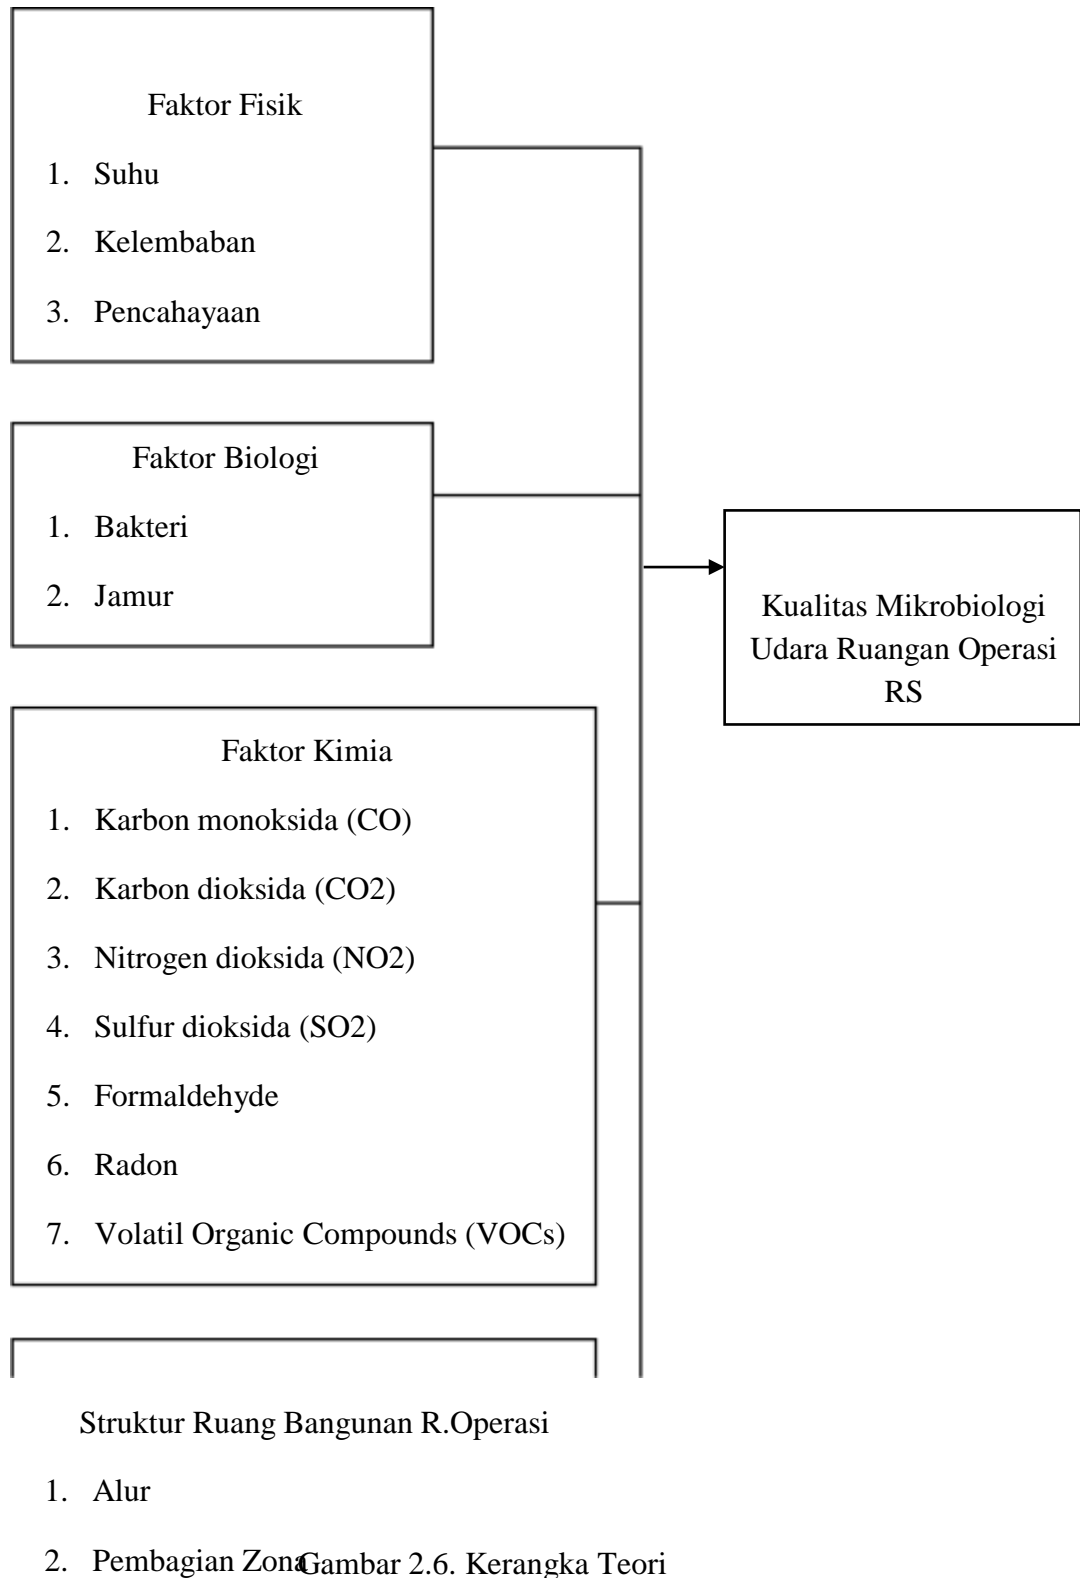 Faktor Fisik
1. Suhu
2. Kelembaban
3. Pencahayaan
Faktor Biologi
1. Bakteri
2. Jamur
Kualitas Mikrobiologi
Udara Ruangan Operasi
RS
Faktor Kimia
1. Karbon monoksida (CO)
2. Karbon dioksida (CO2)
3. Nitrogen dioksida (NO2)
4. Sulfur dioksida (SO2)
5. Formaldehyde
6. Radon
7. Volatil Organic Compounds (VOCs)
Struktur Ruang Bangunan R.Operasi
1. Alur
2. Pembagian Zona
Gambar 2.6. Kerangka Teori